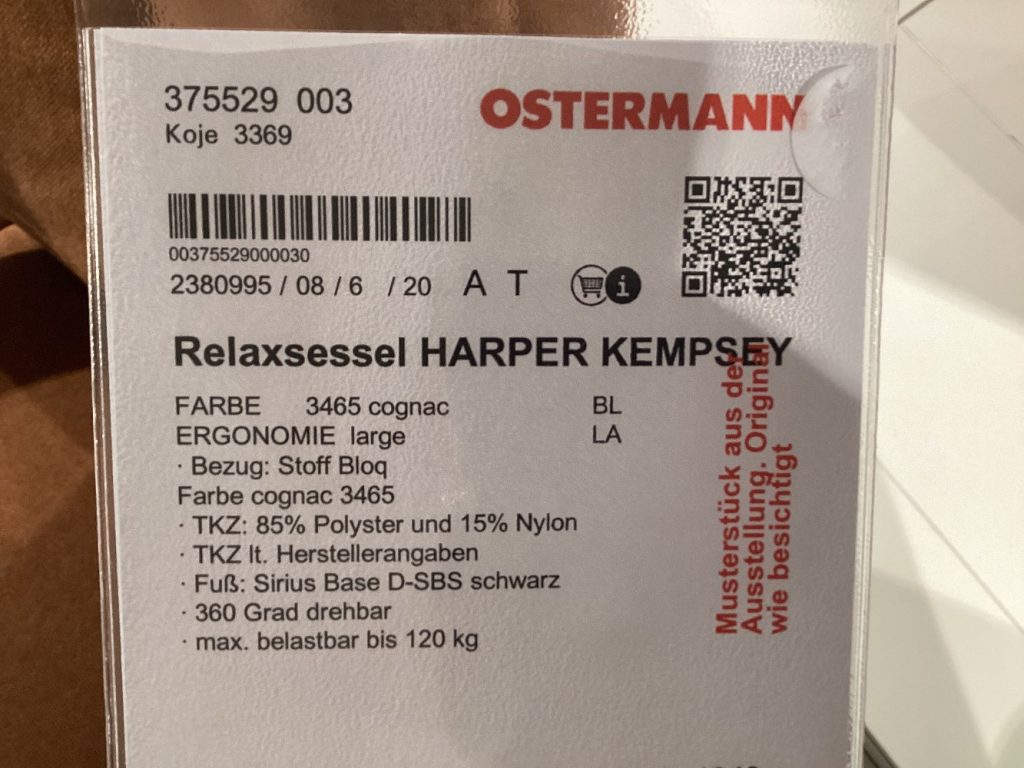 375529 003
Koje 3369
OSTERMANN
00375529000030
2380995 / 08 / 6 / 20 A T
Relaxsessel HARPER KEMPSEY
FARBE 3465 cognac BL
ERGONOMIE large LA
· Bezug: Stoff Bloq
Farbe cognac 3465
· TKZ: 85% Polyster und 15% Nylon
· TKZ lt. Herstellerangaben
· Fuß: Sirius Base D-SBS schwarz
· 360 Grad drehbar
· max. belastbar bis 120 kg
Musterstück aus der
Ausstellung. Original
wie besichtigt